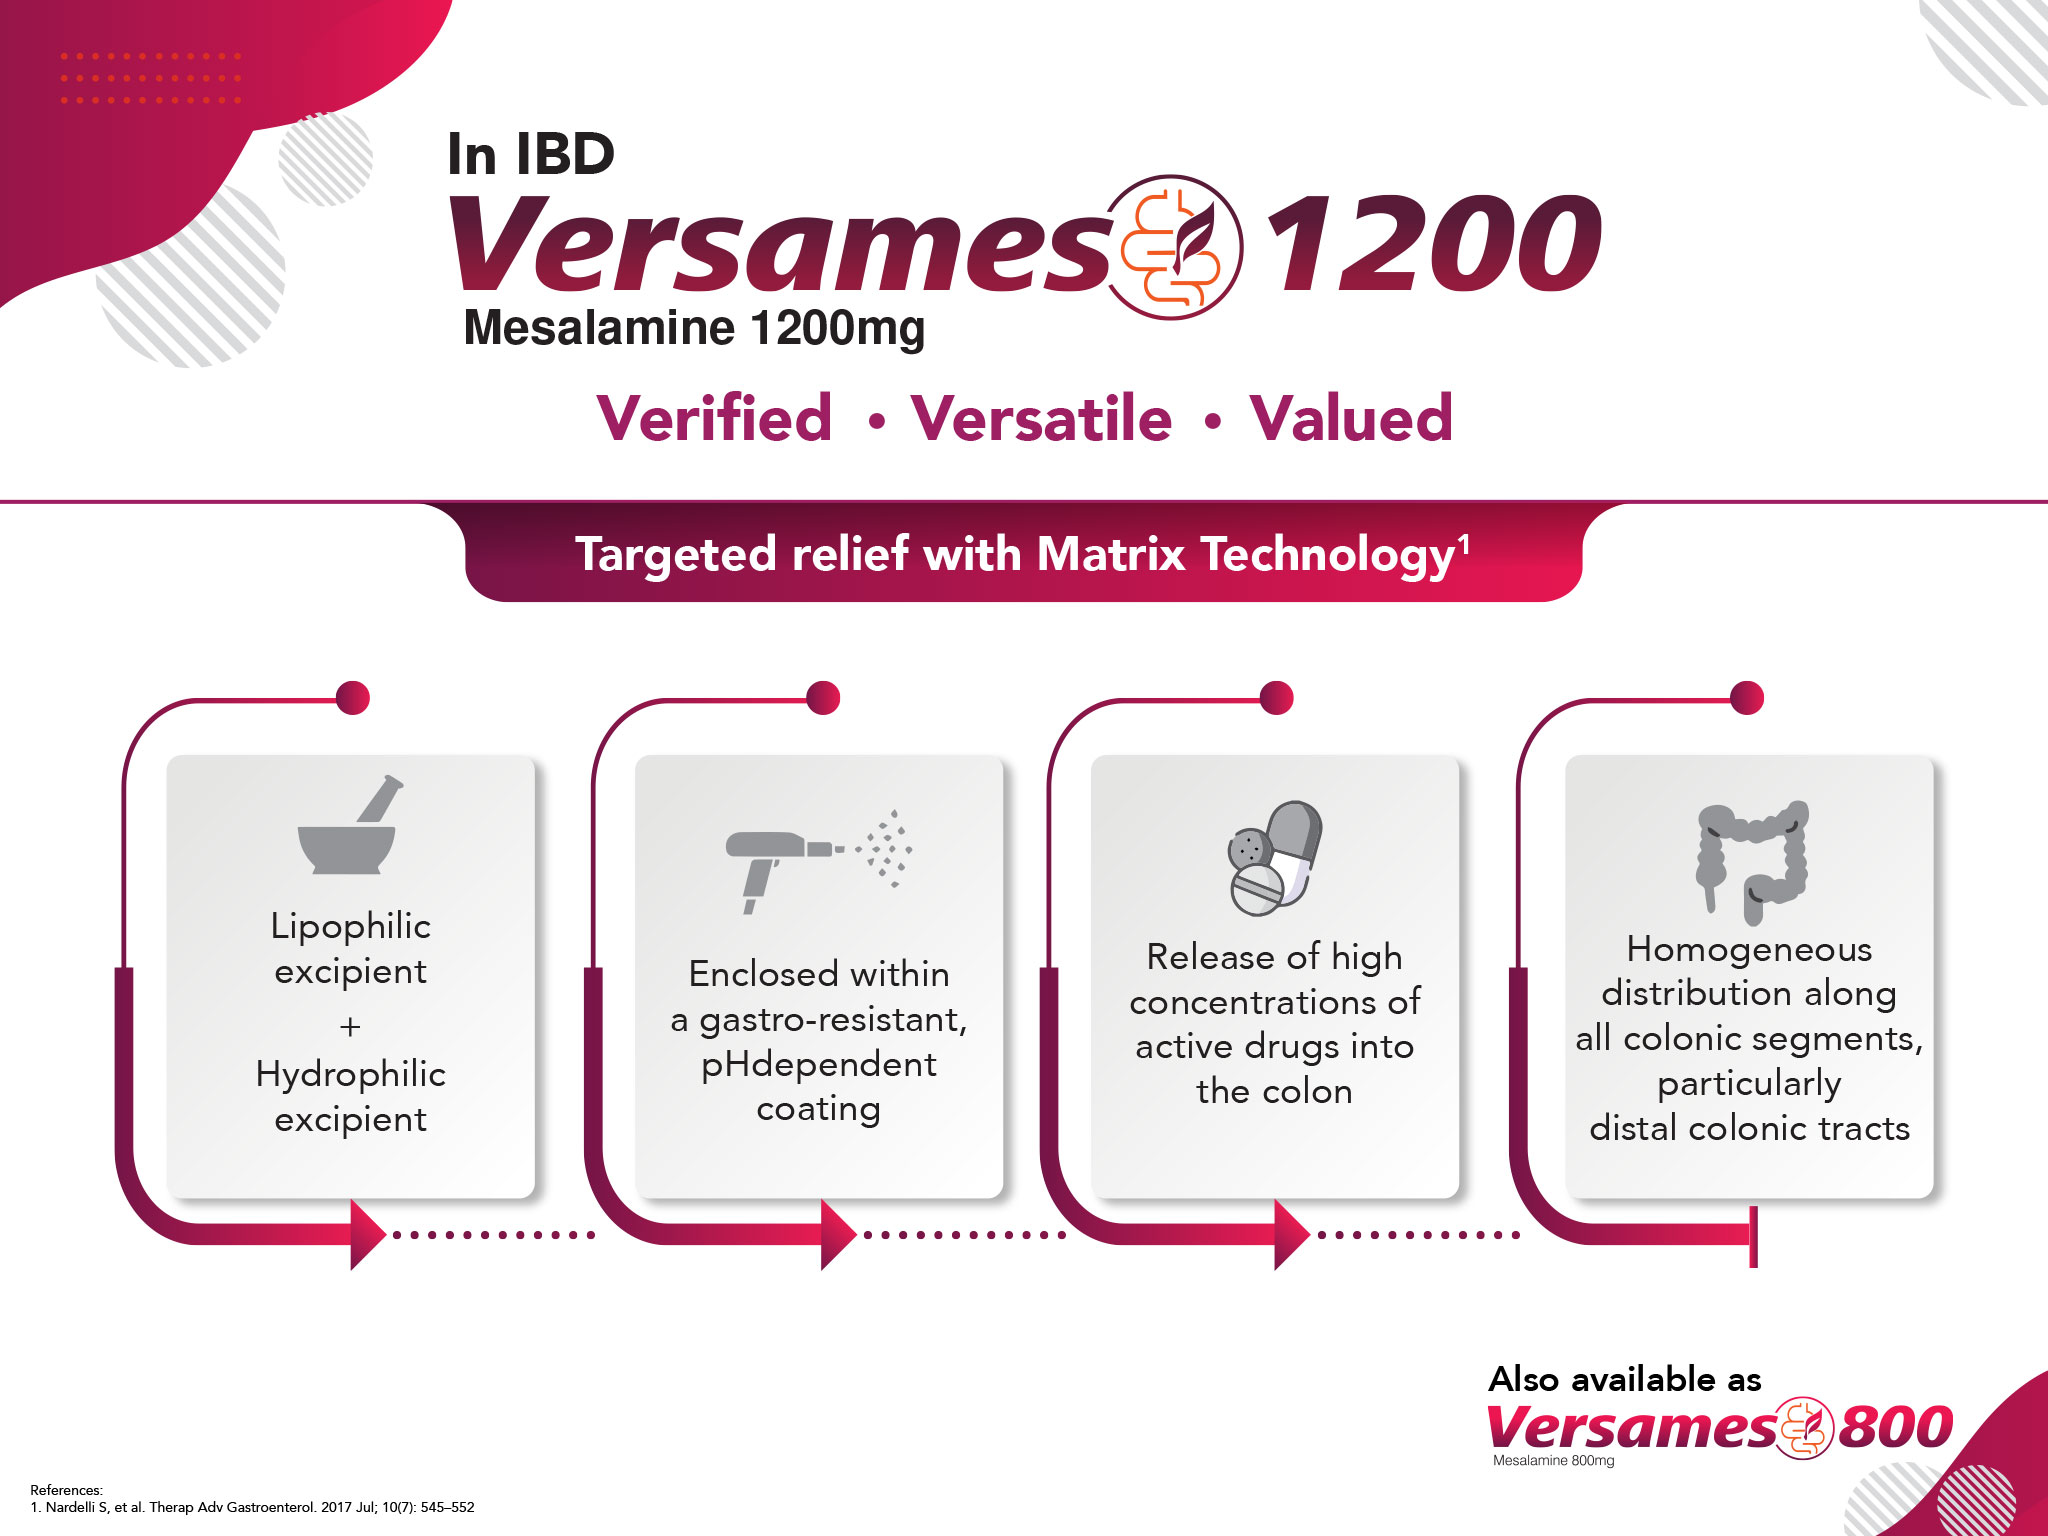 In IBD
Versames 1200
Mesalamine 1200mg
Verified • Versatile • Valued
Targeted relief with Matrix Technology¹
Lipophilic
excipient
+
Hydrophilic
excipient
Enclosed within
a gastro-resistant,
pHdependent
coating
Release of high
concentrations of
active drugs into
the colon
Homogeneous
distribution along
all colonic segments,
particularly
distal colonic tracts
Also available as
Versames 800
Mesalamine 800mg
References:
1. Nardelli S, et al. Therap Adv Gastroenterol. 2017 Jul; 10(7): 545–552